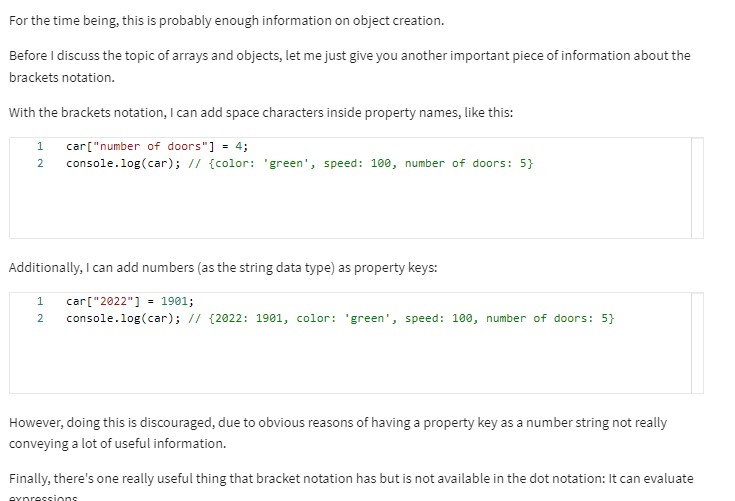 For the time being, this is probably enough information on object creation.
Before I discuss the topic of arrays and objects, let me just give you another important piece of information about the
brackets notation.
With the brackets notation, I can add space characters inside property names, like this:
1 car["number of doors"] = 4;
2 console.log(car); // {color: 'green', speed: 100, number of doors: 5}
Additionally, I can add numbers (as the string data type) as property keys:
1 car["2022"] = 1901;
2 console.log(car); // {2022: 1901, color: 'green', speed: 100, number of doors: 5}
However, doing this is discouraged, due to obvious reasons of having a property key as a number string not really
conveying a lot of useful information.
Finally, there's one really useful thing that bracket notation has but is not available in the dot notation: It can evaluate
expressions